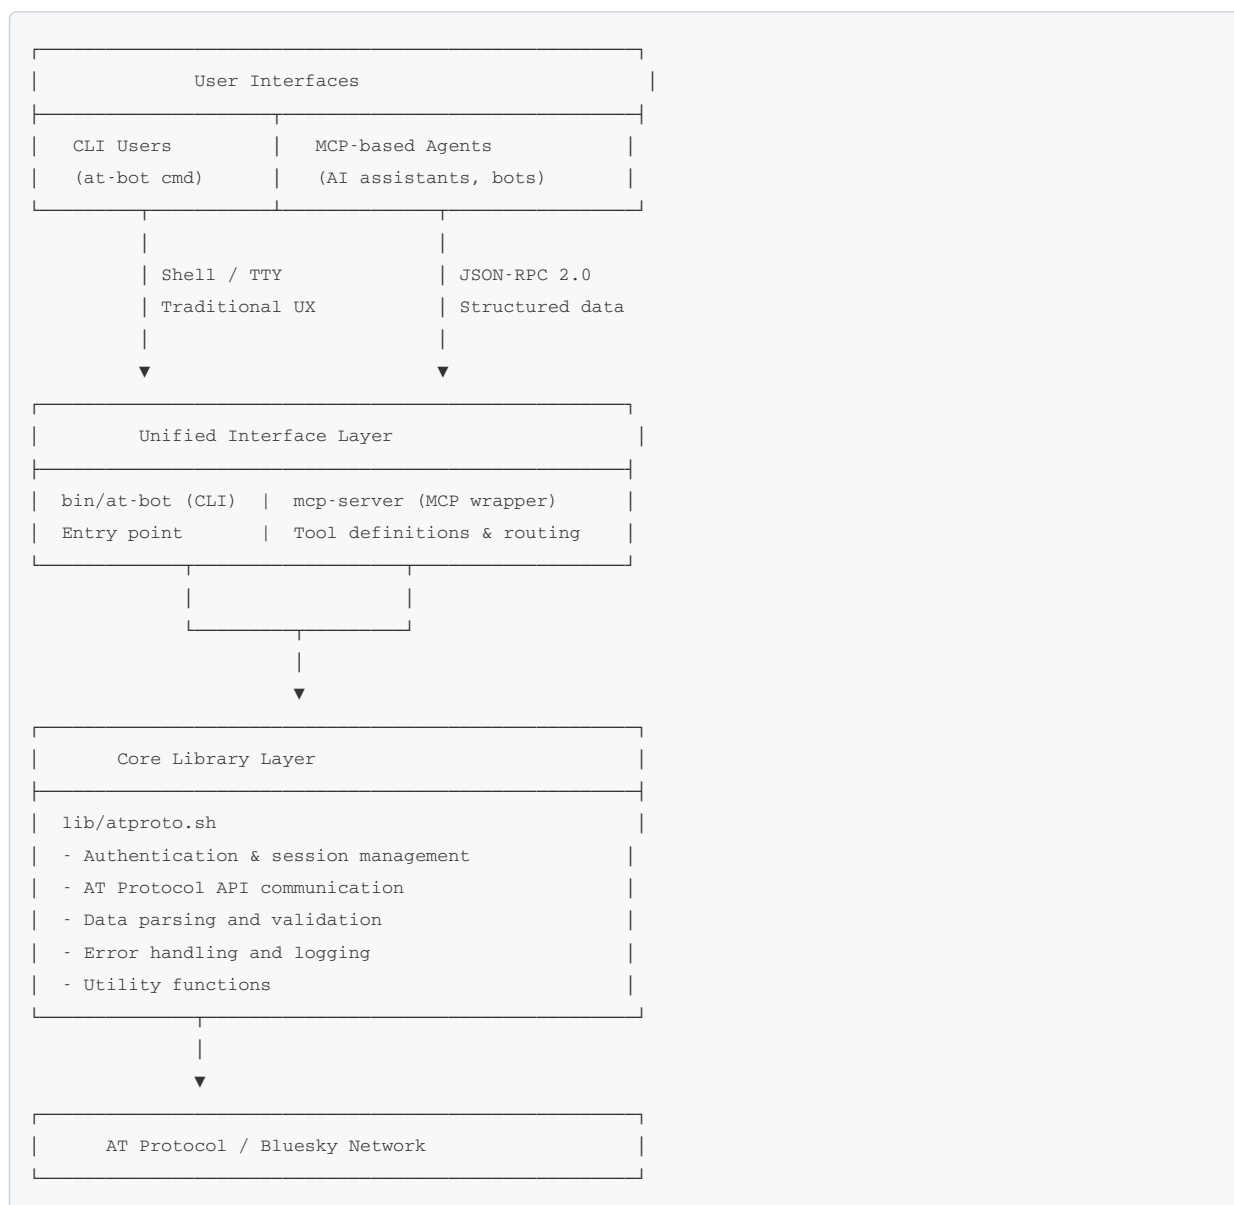 User Interfaces
CLI Users | MCP-based Agents
(at-bot cmd) | (AI assistants, bots)
Shell / TTY | JSON-RPC 2.0
Traditional UX | Structured data
Unified Interface Layer
bin/at-bot (CLI) | mcp-server (MCP wrapper)
Entry point | Tool definitions & routing
Core Library Layer
lib/atproto.sh
- Authentication & session management
- AT Protocol API communication
- Data parsing and validation
- Error handling and logging
- Utility functions
AT Protocol / Bluesky Network